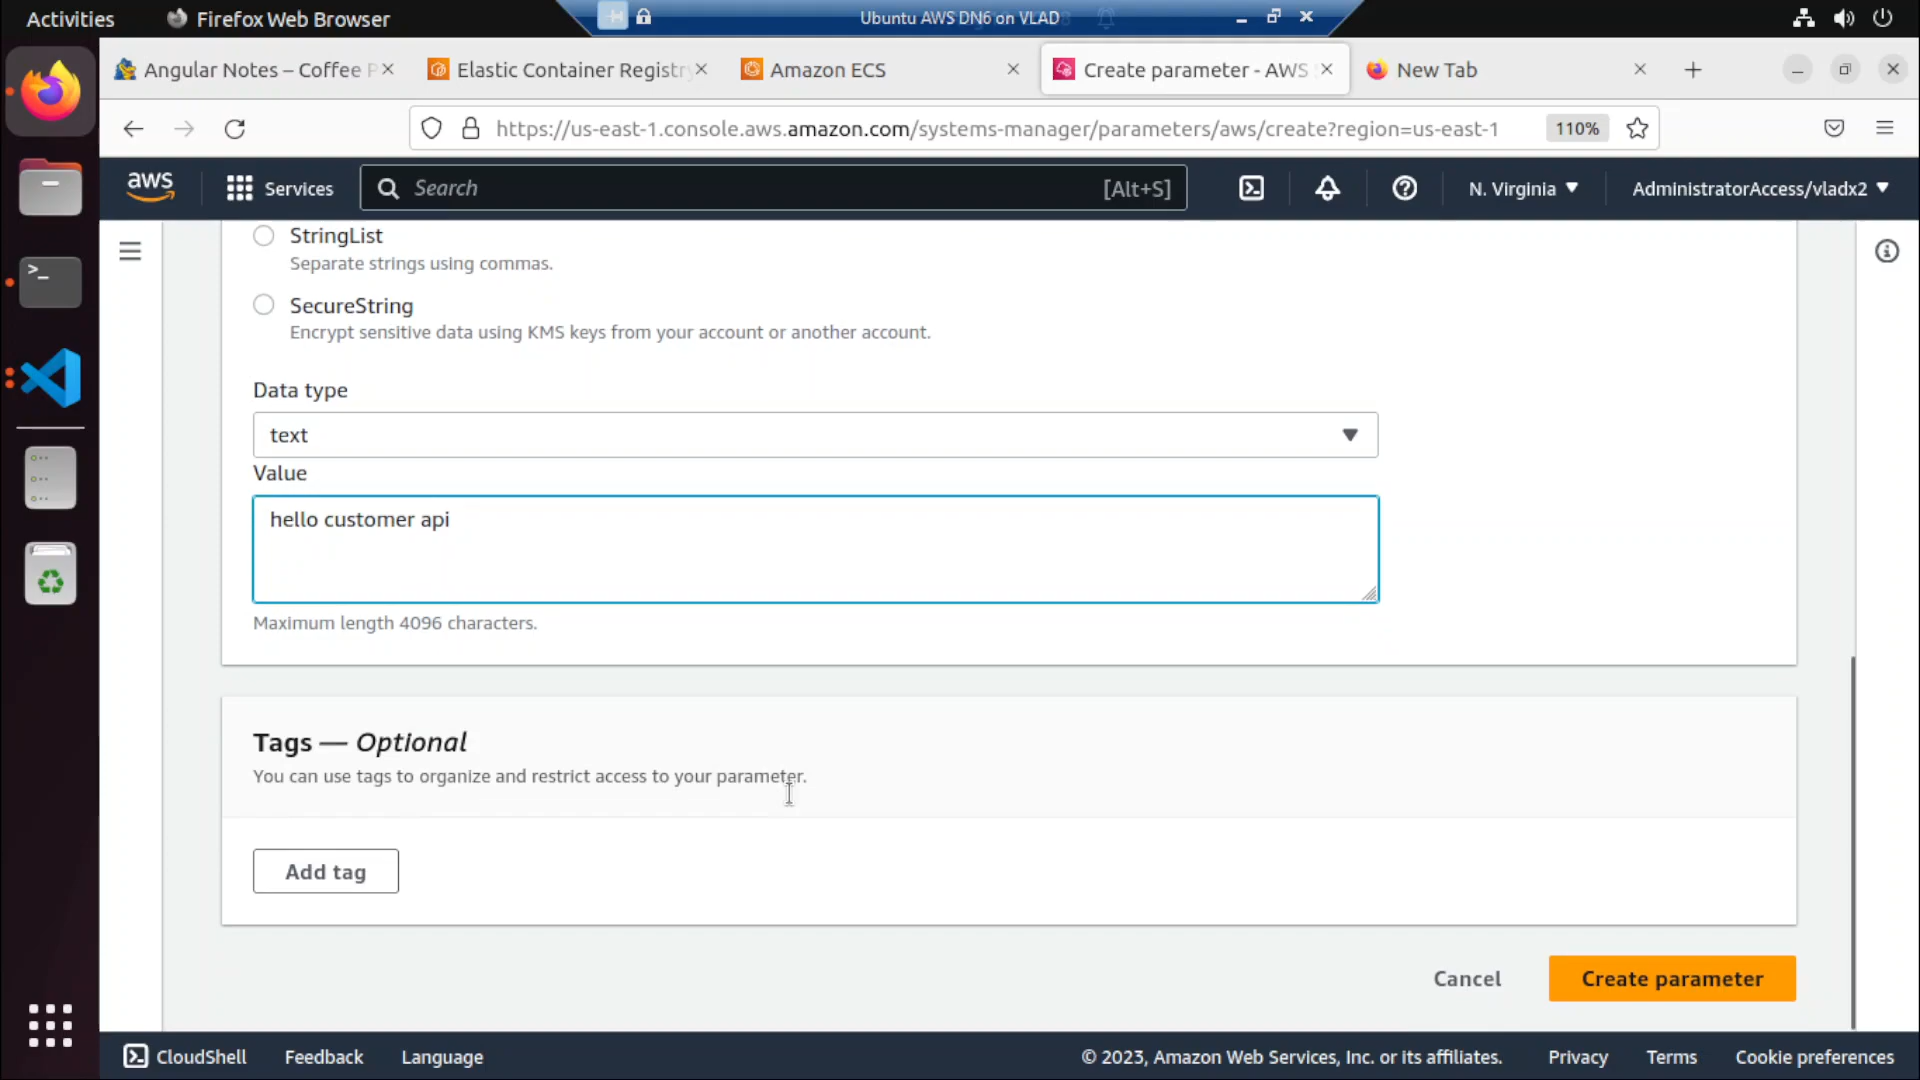 Activities
Firefox Web Browser
Ubuntu AWS DN6 on VLAD
Angular Notes – Coffee P
Elastic Container Registry
Amazon ECS
Create parameter - AWS
New Tab
https://us-east-1.console.aws.amazon.com/systems-manager/parameters/aws/create?region=us-east-1
110%
aws
Services
Search
[Alt+S]
N. Virginia
AdministratorAccess/vladx2
StringList
Separate strings using commas.
SecureString
Encrypt sensitive data using KMS keys from your account or another account.
Data type
text
Value
hello customer api
Maximum length 4096 characters.
Tags — Optional
You can use tags to organize and restrict access to your parameter.
Add tag
Cancel
Create parameter
CloudShell
Feedback
Language
© 2023, Amazon Web Services, Inc. or its affiliates.
Privacy
Terms
Cookie preferences